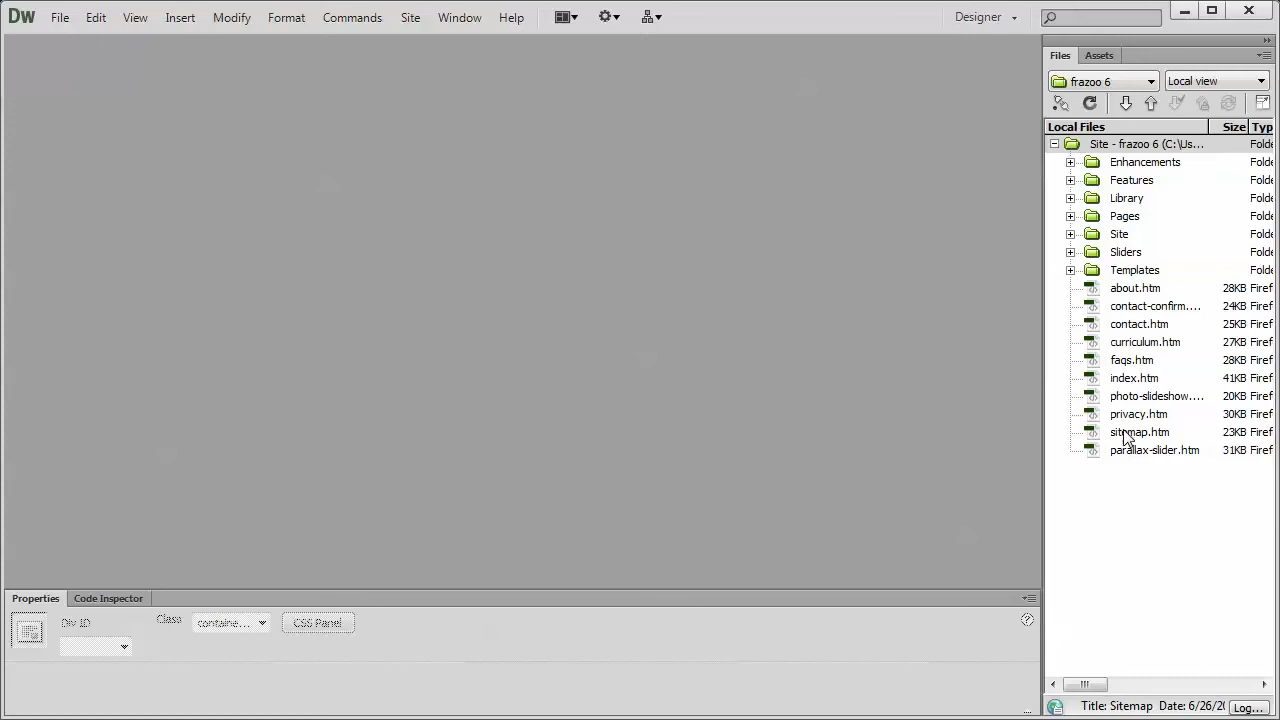 Dw File Edit View Insert Modify Format Commands Site Window Help Designer
Files Assets
frazoo 6 Local view
Local Files Size Typ
Site - frazoo 6 (C:\Us... Folde
Enhancements Folde
Features Folde
Library Folde
Pages Folde
Site Folde
Sliders Folde
Templates Folde
about.htm 28KB Firef
contact-confirm.... 24KB Firef
contact.htm 25KB Firef
curriculum.htm 27KB Firef
faqs.htm 28KB Firef
index.htm 41KB Firef
photo-slideshow.... 20KB Firef
privacy.htm 30KB Firef
sitemap.htm 23KB Firef
parallax-slider.htm 31KB Firef
Properties Code Inspector
Div ID Class containe... CSS Panel
Title: Sitemap Date: 6/26/20 Log...